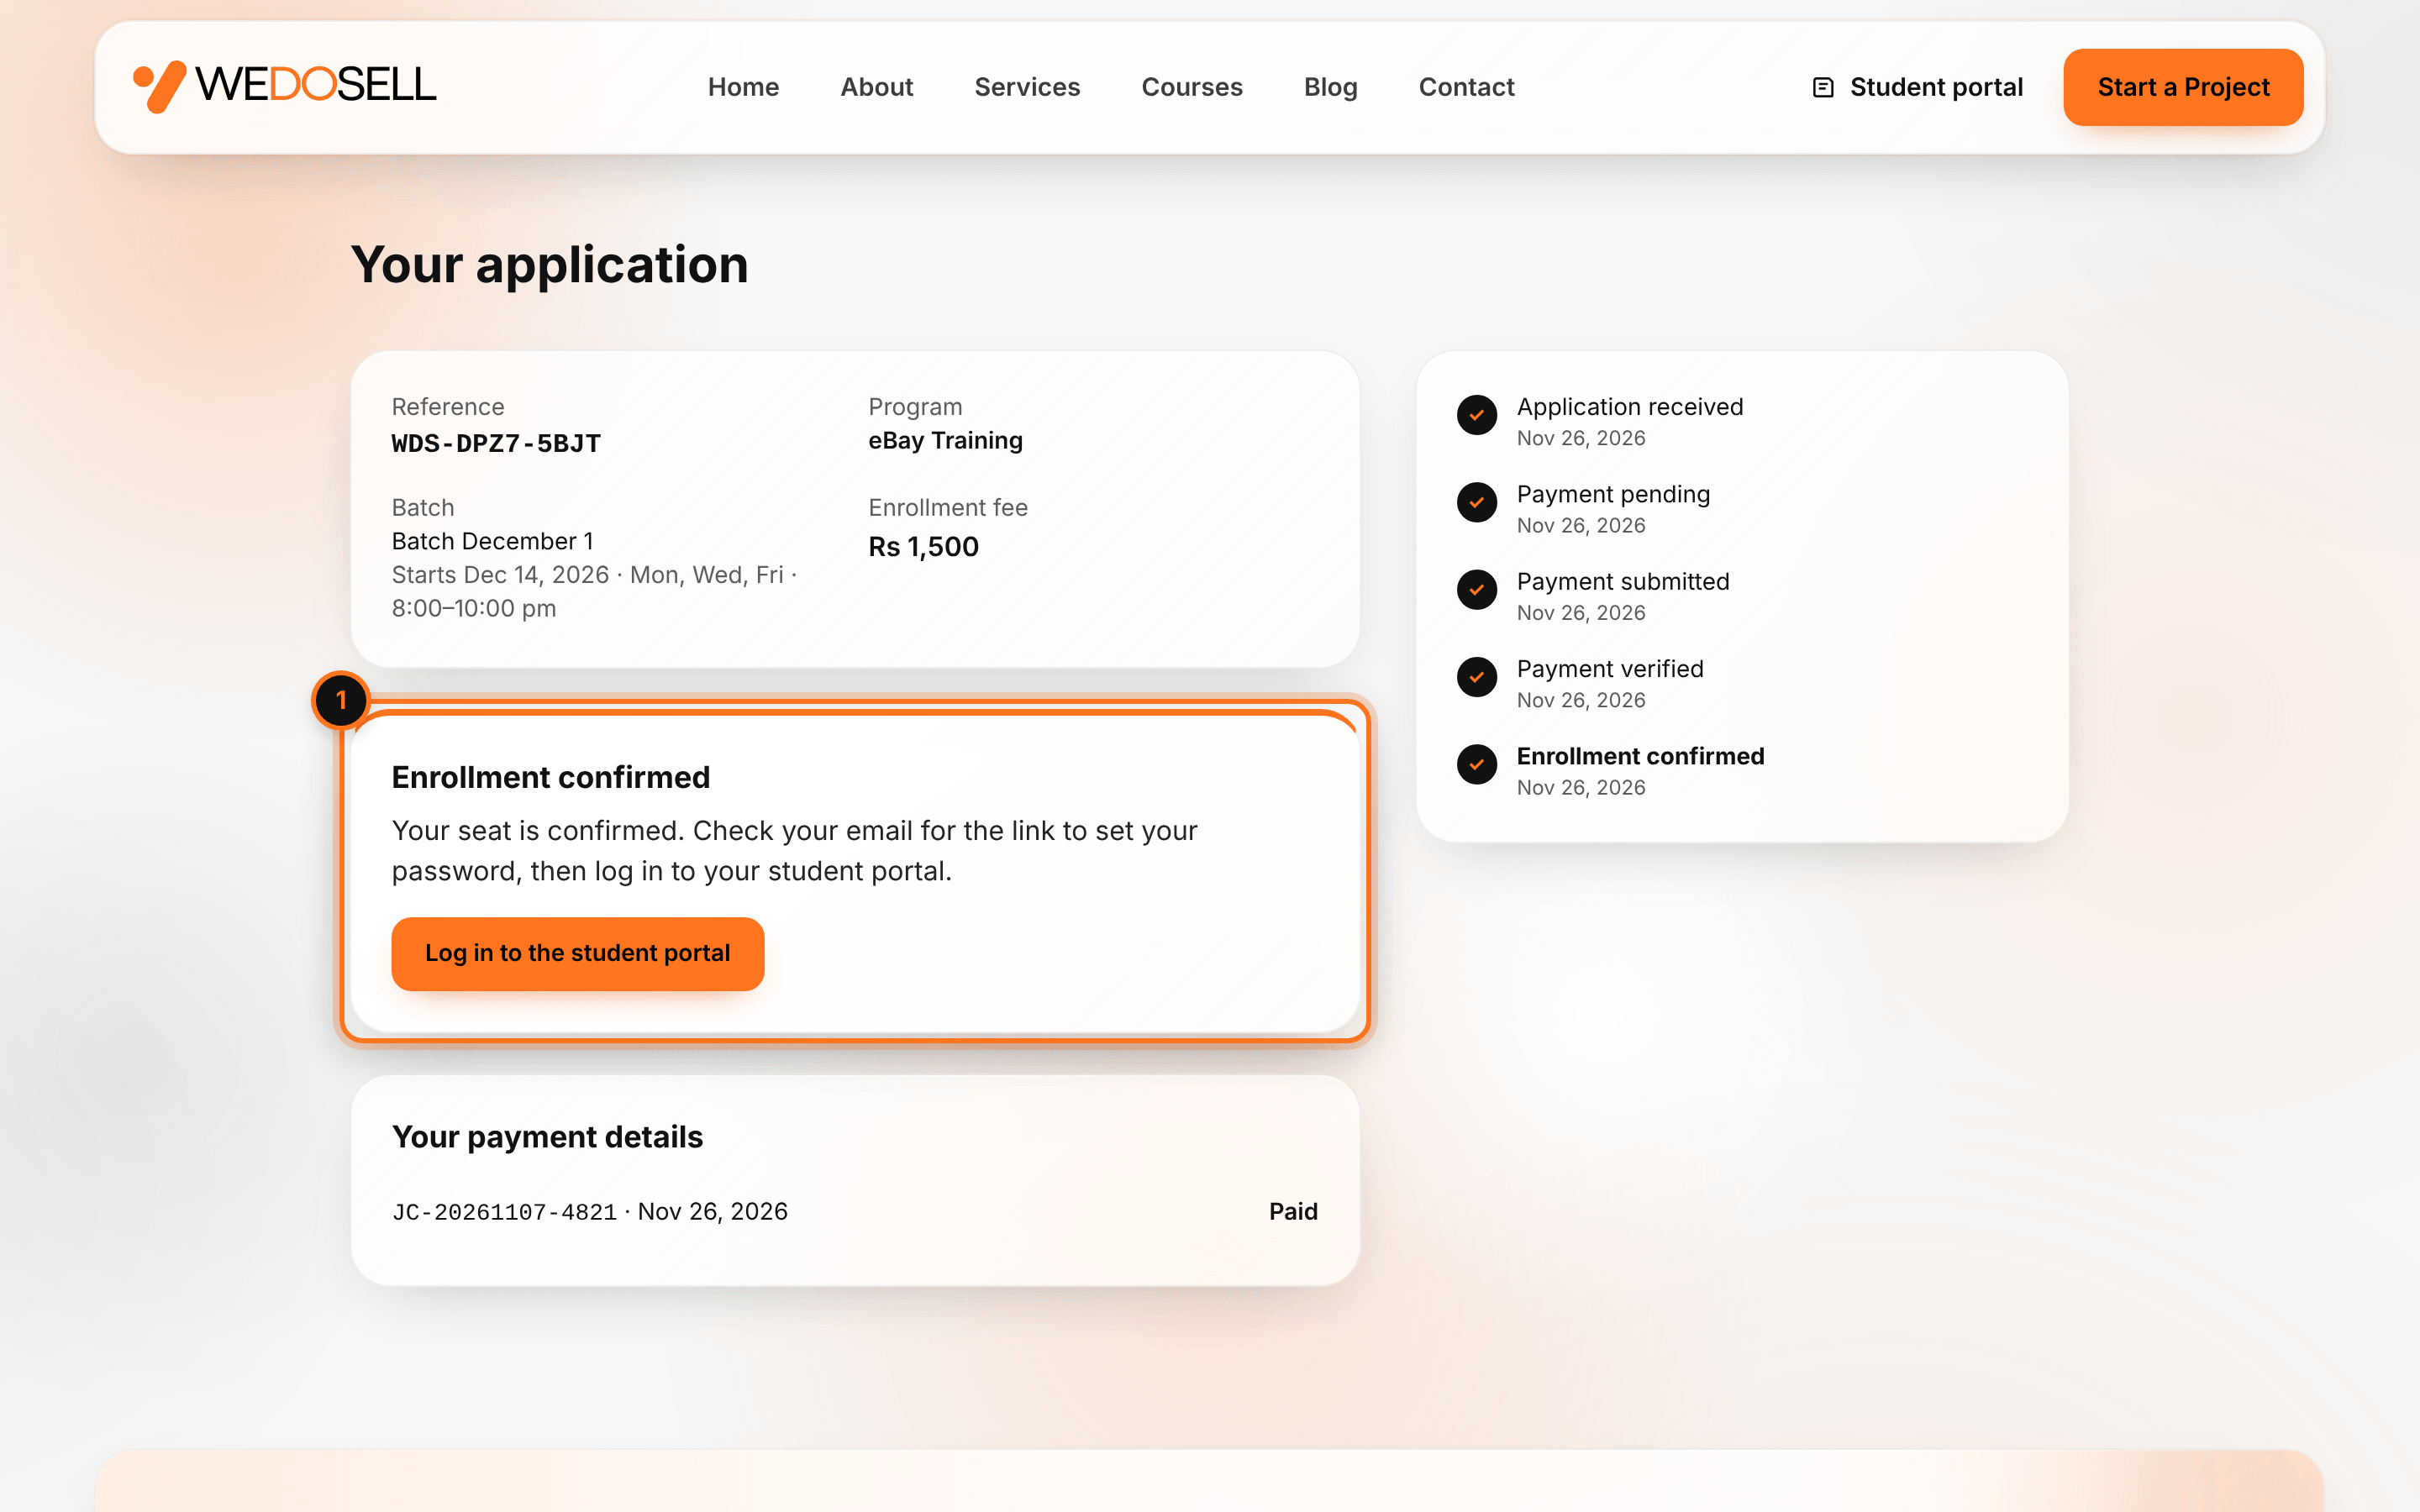 WEDOSELL
Home
About
Services
Courses
Blog
Contact
Student portal
Start a Project
Your application
Reference
WDS-DPZ7-5BJT
Program
eBay Training
Batch
Batch December 1
Starts Dec 14, 2026 · Mon, Wed, Fri ·
8:00–10:00 pm
Enrollment fee
Rs 1,500
1
Enrollment confirmed
Your seat is confirmed. Check your email for the link to set your
password, then log in to your student portal.
Log in to the student portal
Your payment details
JC-20261107-4821 · Nov 26, 2026
Paid
Application received
Nov 26, 2026
Payment pending
Nov 26, 2026
Payment submitted
Nov 26, 2026
Payment verified
Nov 26, 2026
Enrollment confirmed
Nov 26, 2026